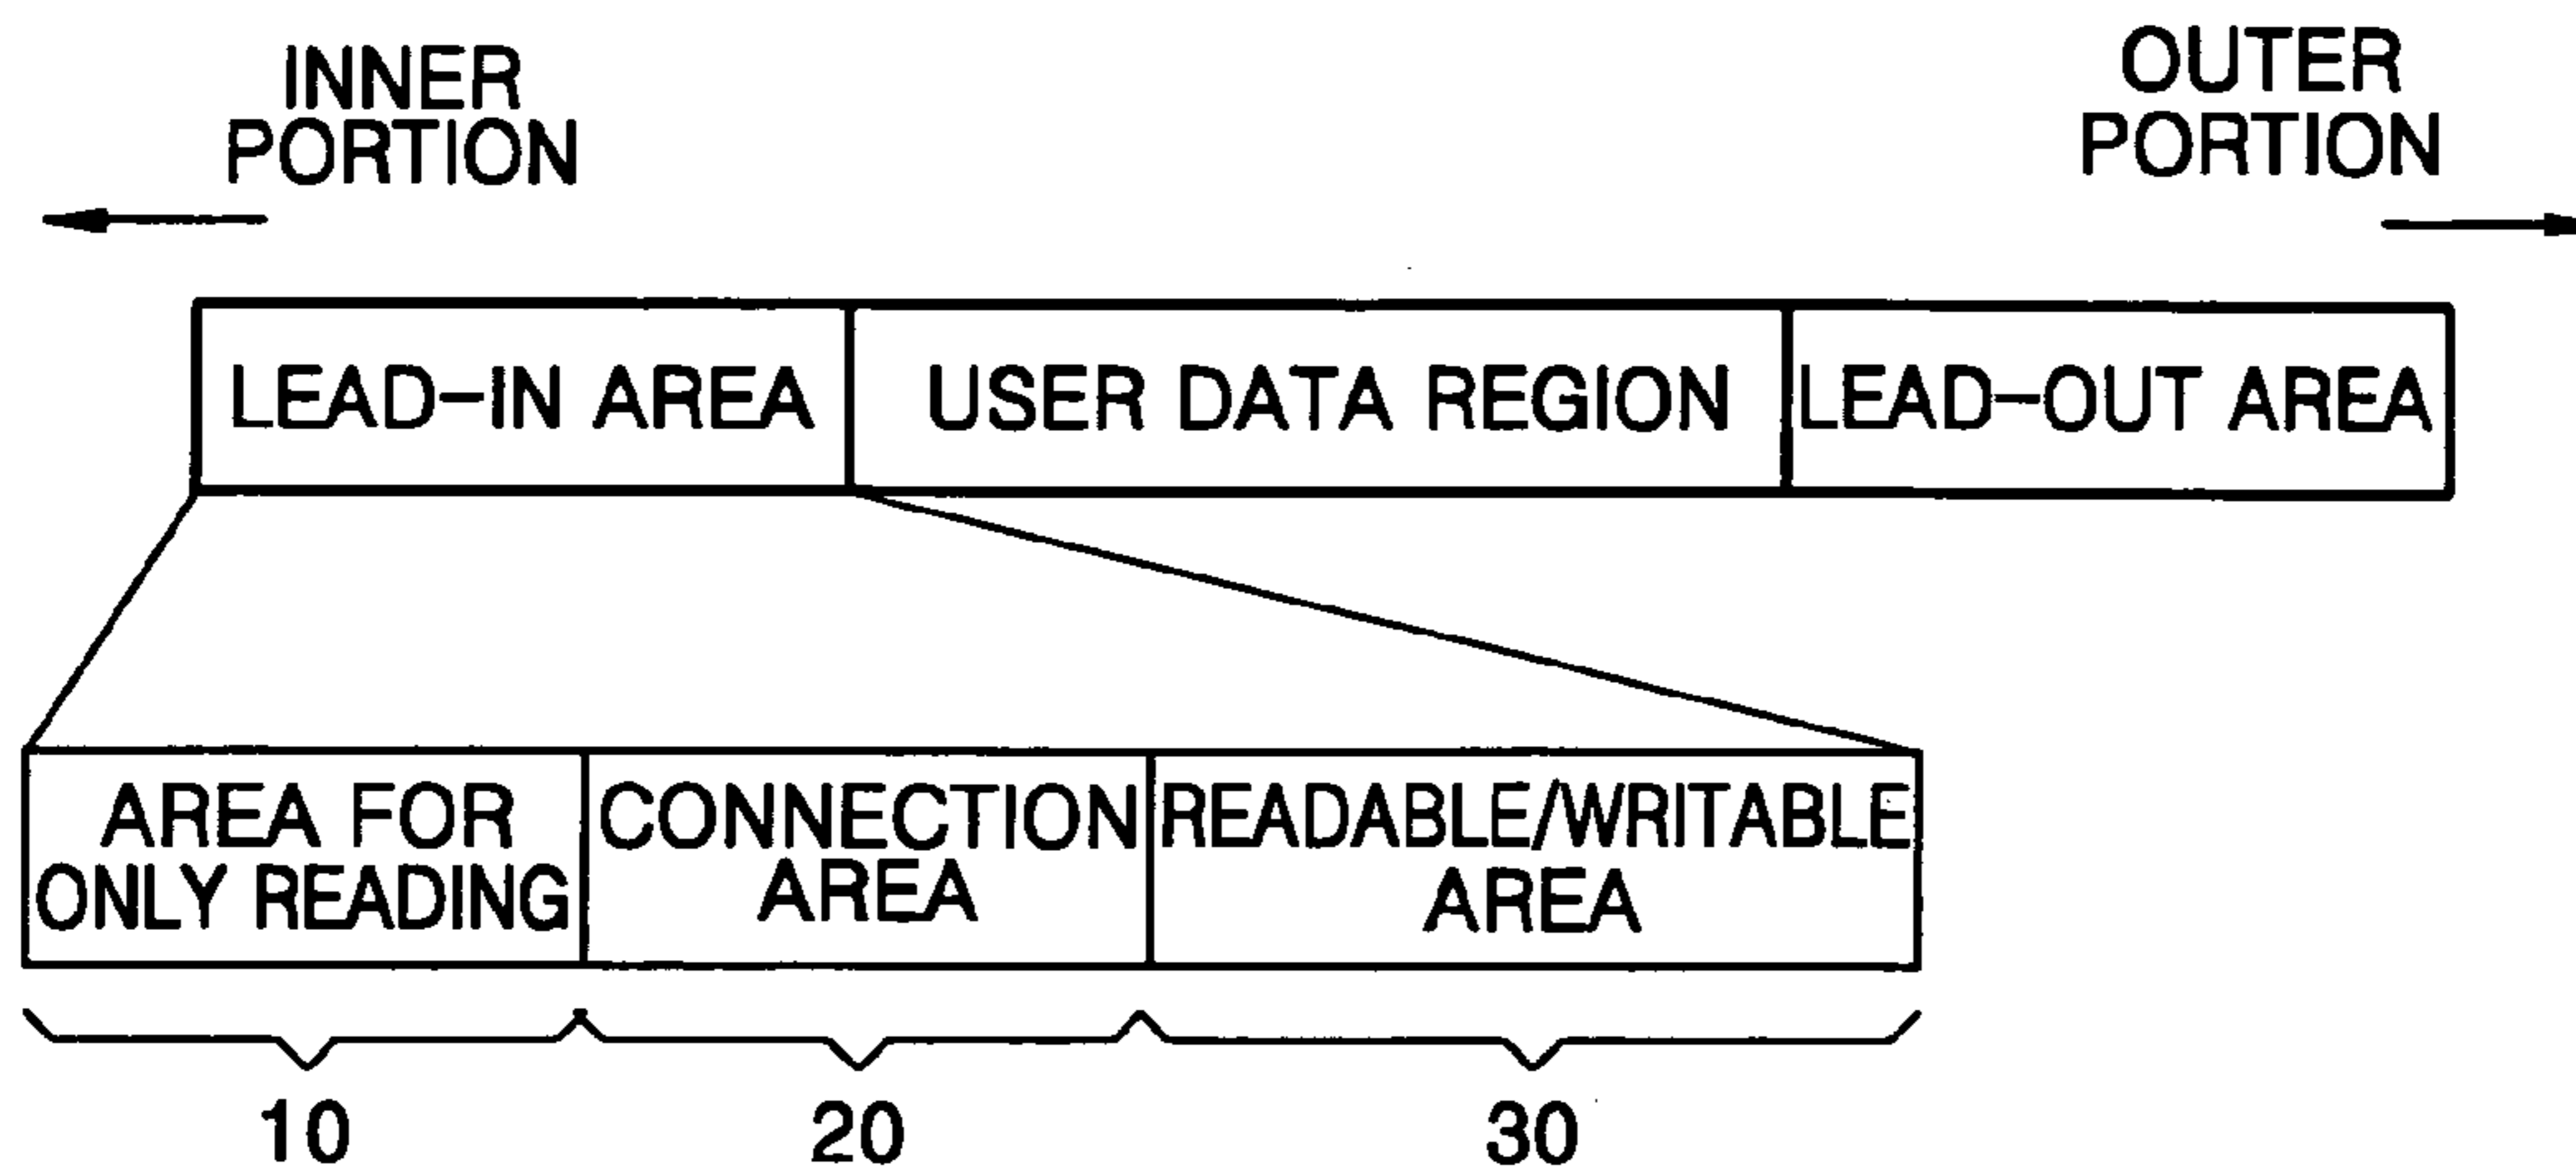 INNER
PORTION
OUTER
PORTION
LEAD-IN AREA
USER DATA REGION
LEAD-OUT AREA
AREA FOR
ONLY READING
CONNECTION
AREA
READABLE/WRITABLE
AREA
10
20
30